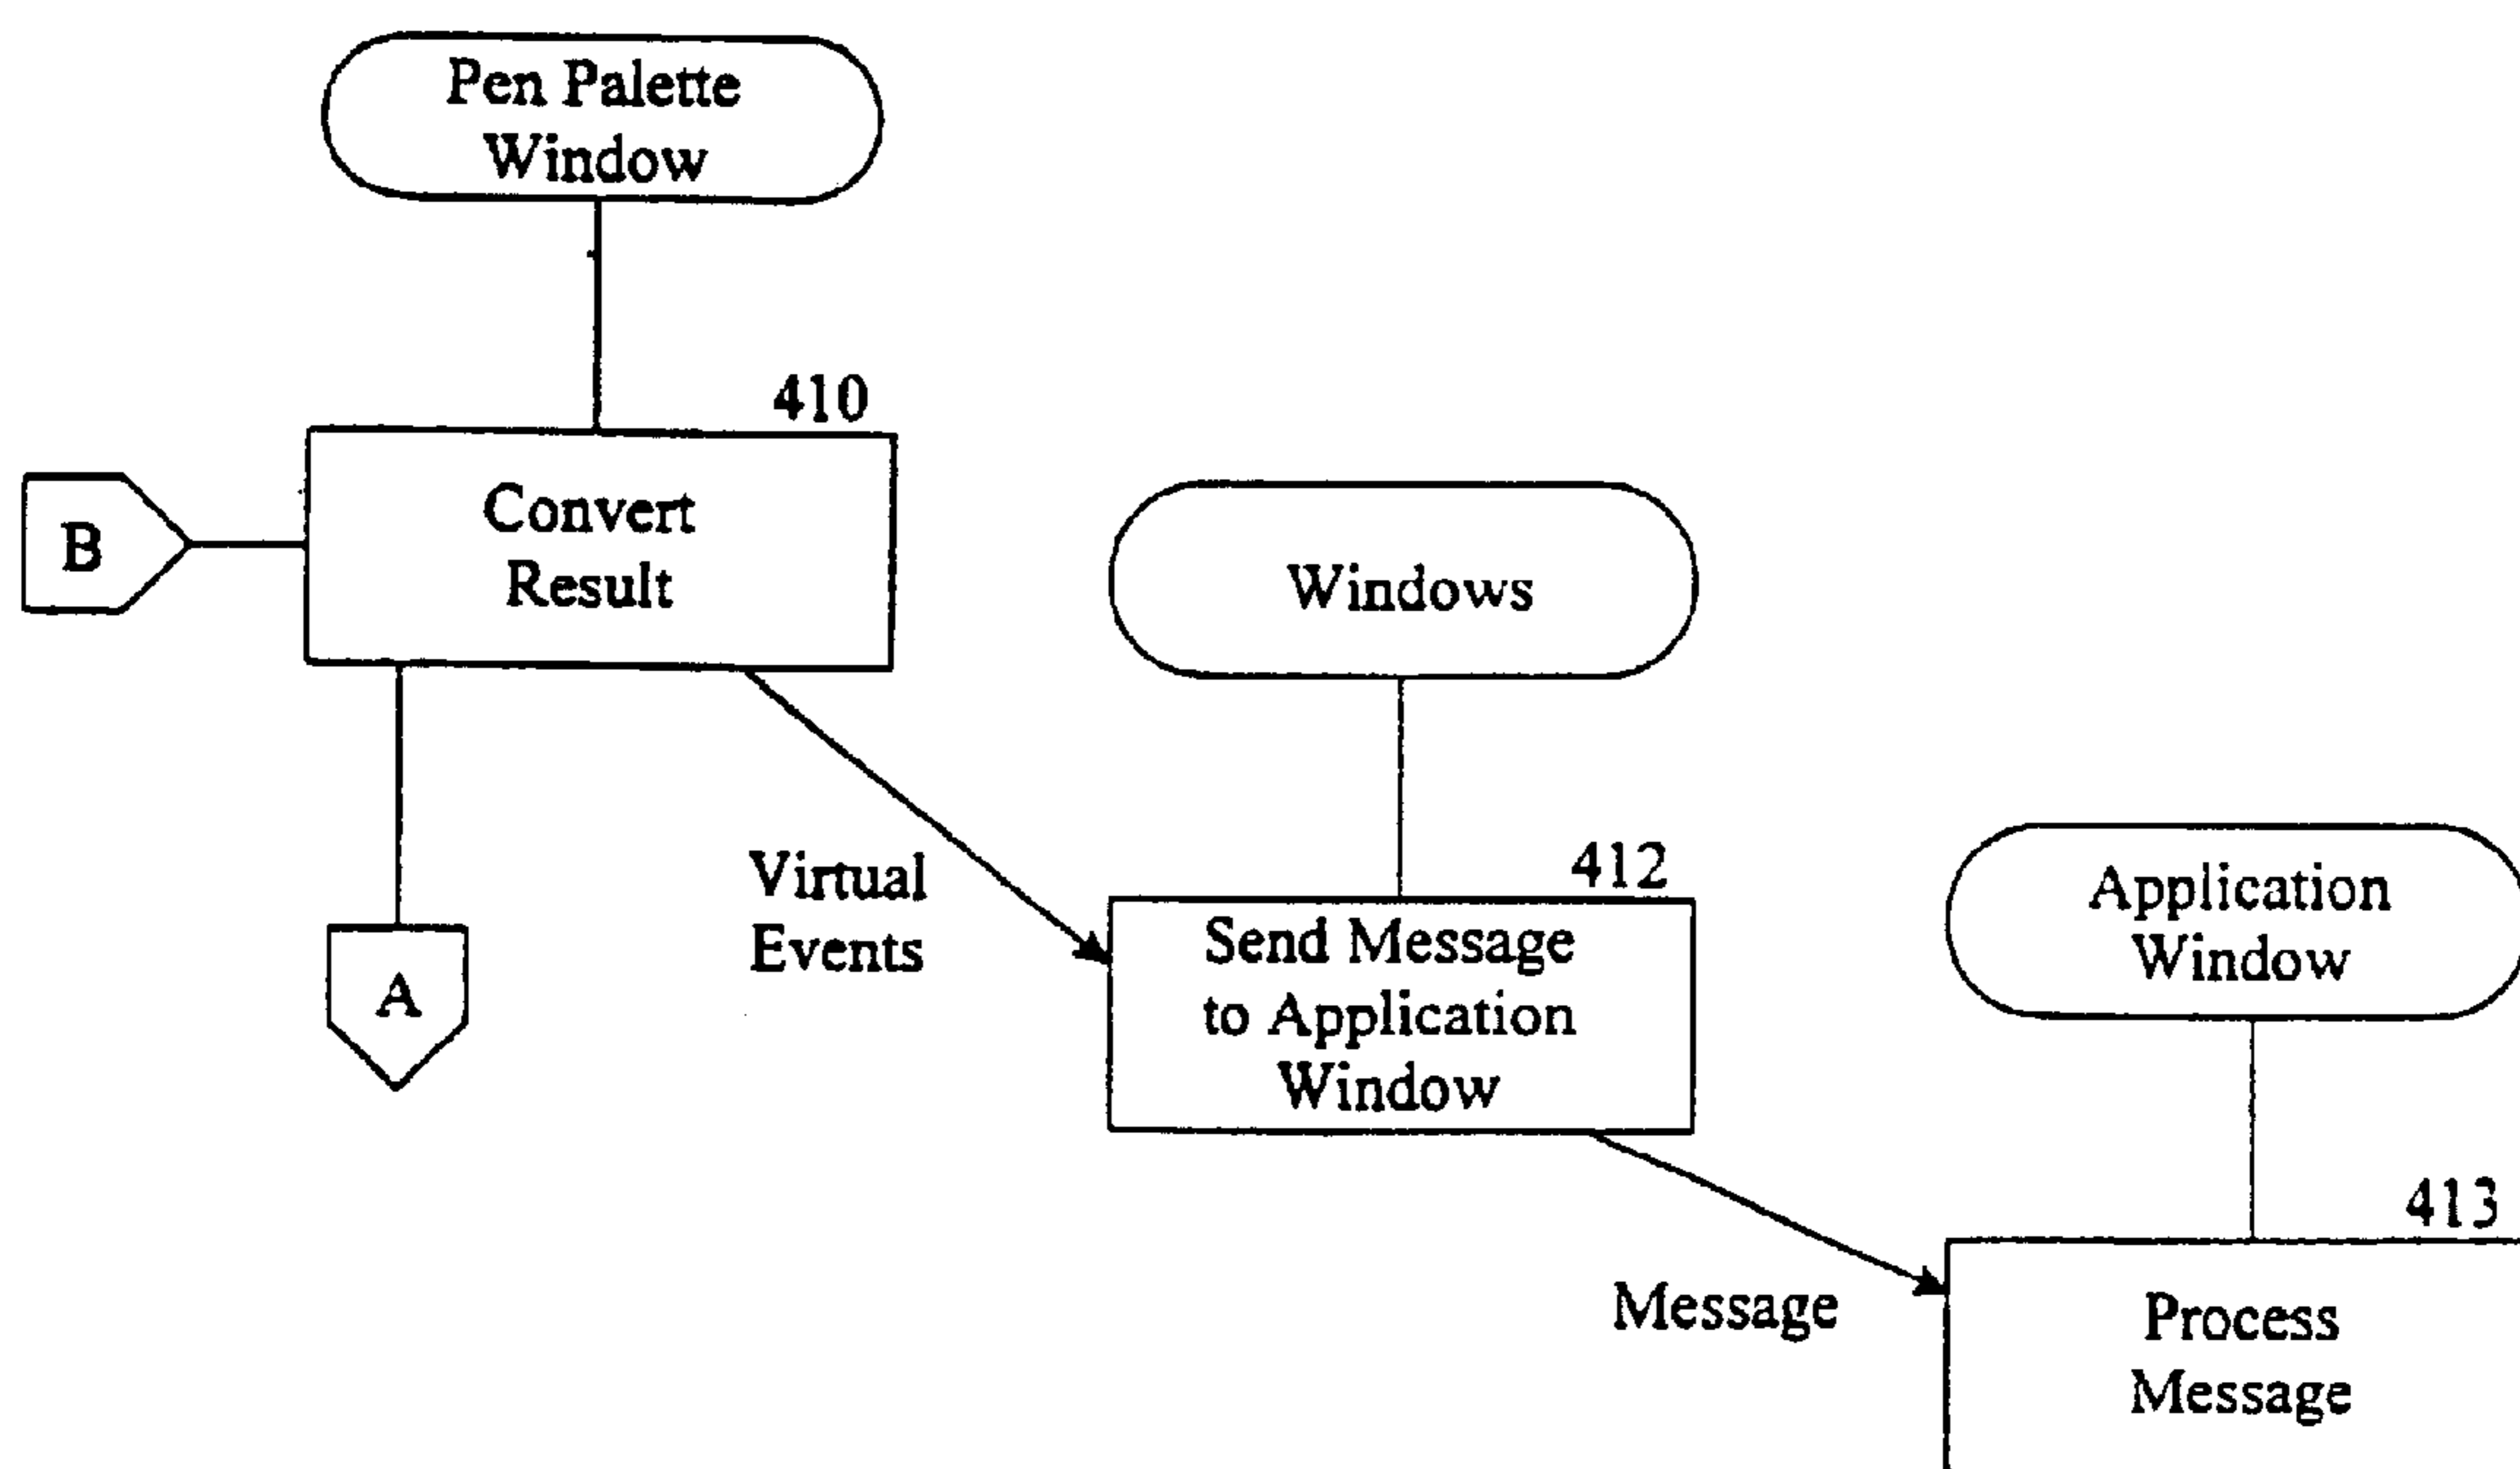 Pen Palette
Window
410
Convert
Result
B
Windows
A
Virtual
Events
412
Send Message
to Application
Window
Application
Window
413
Message
Process
Message